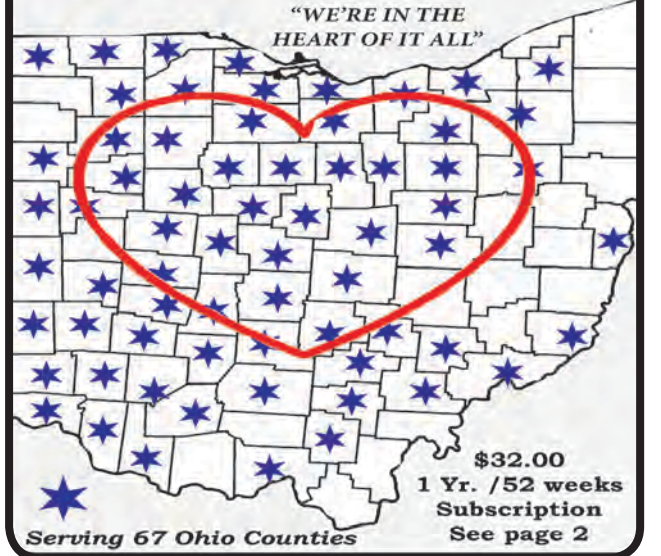 “WE’RE IN THE
HEART OF IT ALL”
$32.00
1 Yr. /52 weeks
Subscription
See page 2
Serving 67 Ohio Counties